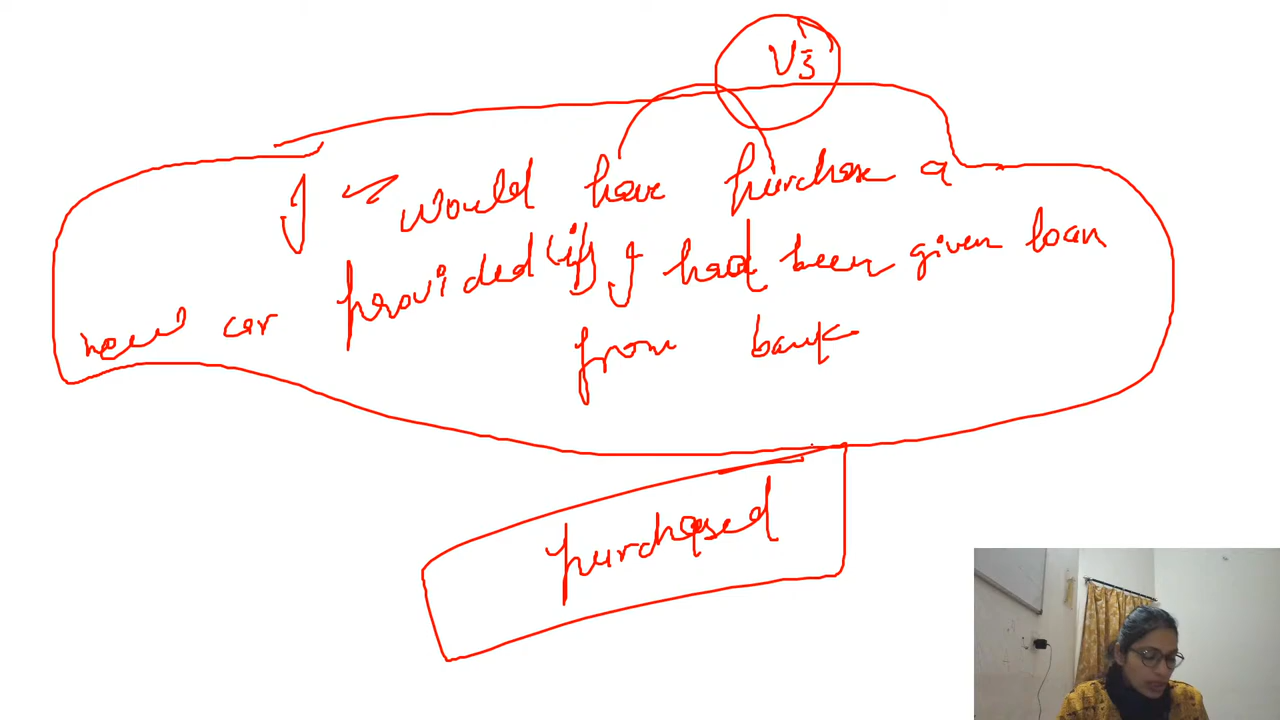 V3
I would have purchase a
new car provided (if) I had been given loan
from bank
purchased